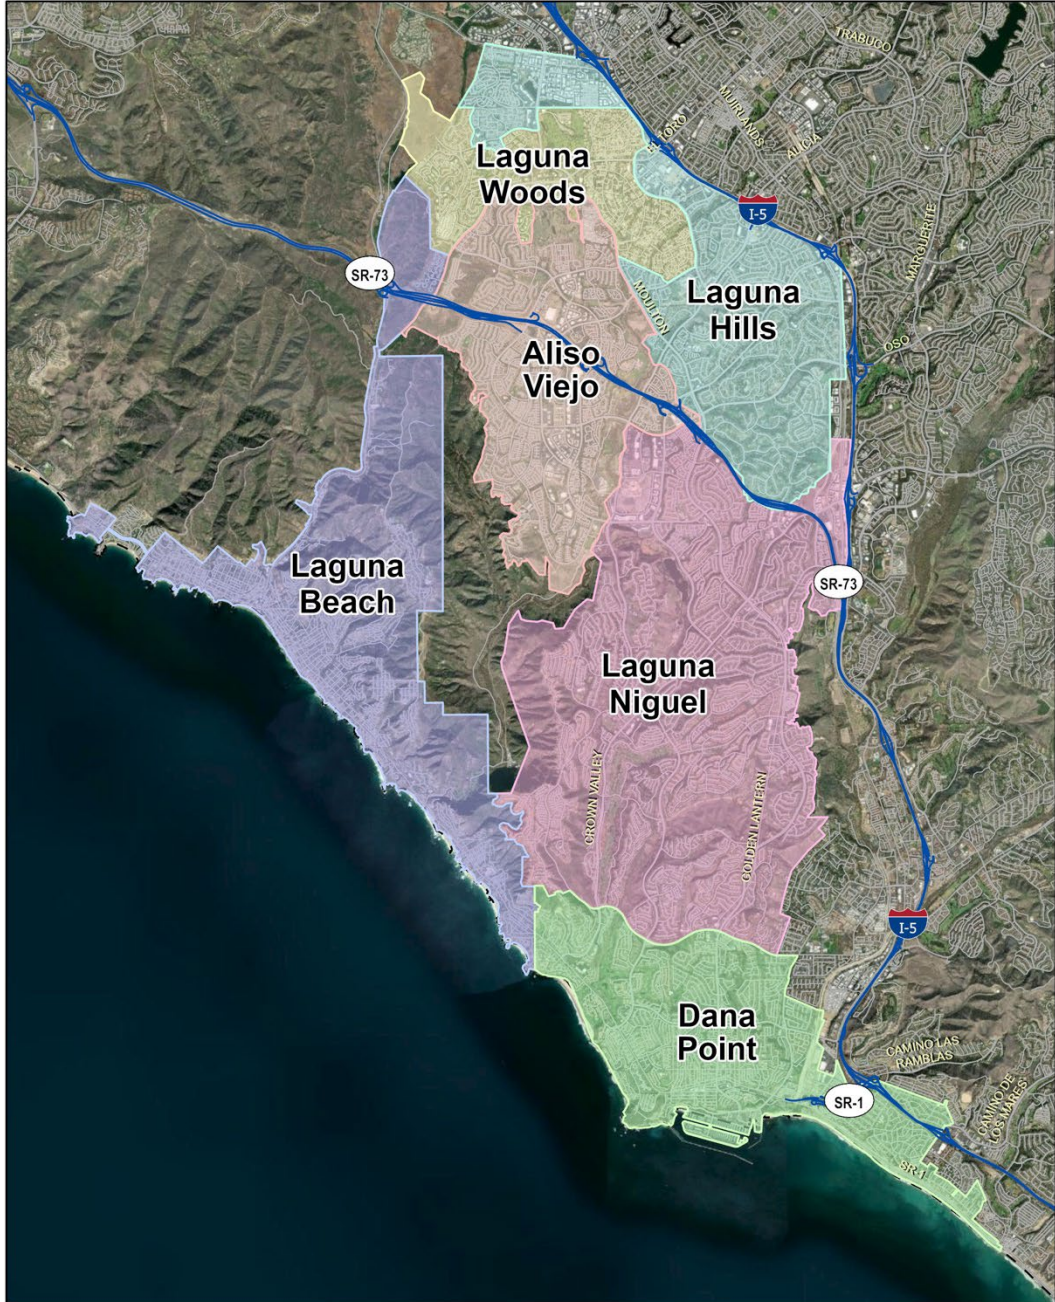 TRABUCO
MUIRLANDS
EL TORO
ALICIA
Laguna
Woods
I-5
MARGUERITE
SR-73
MOULTON
Laguna
Hills
OSO
Aliso
Viejo
Laguna
Beach
SR-73
Laguna
Niguel
CROWN VALLEY
GOLDEN LANTERN
I-5
Dana
Point
CAMINO LAS
RAMBLAS
CAMINO DE
LOS MARES
SR-1
SR-1